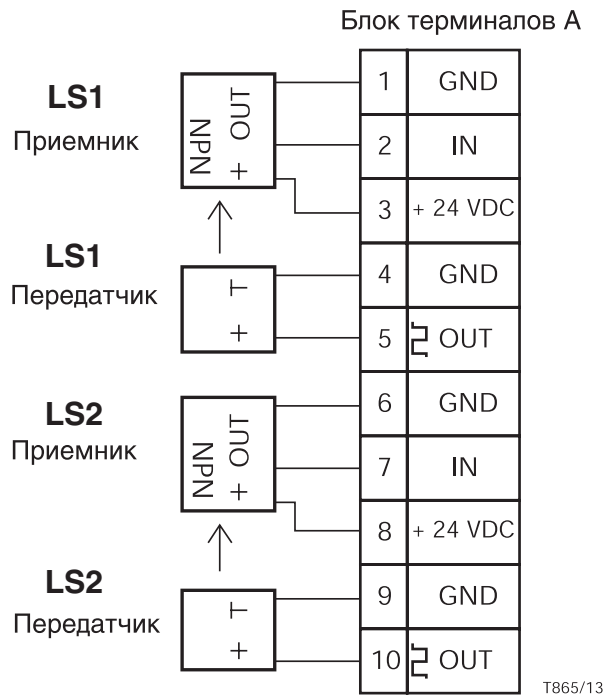 Блок терминалов А
LS1
Приемник
NPN
+ OUT
1 GND
2 IN
3 + 24 VDC
LS1
Передатчик
+ T
4 GND
5 OUT
LS2
Приемник
NPN
+ OUT
6 GND
7 IN
8 + 24 VDC
LS2
Передатчик
+ T
9 GND
10 OUT
T865/13